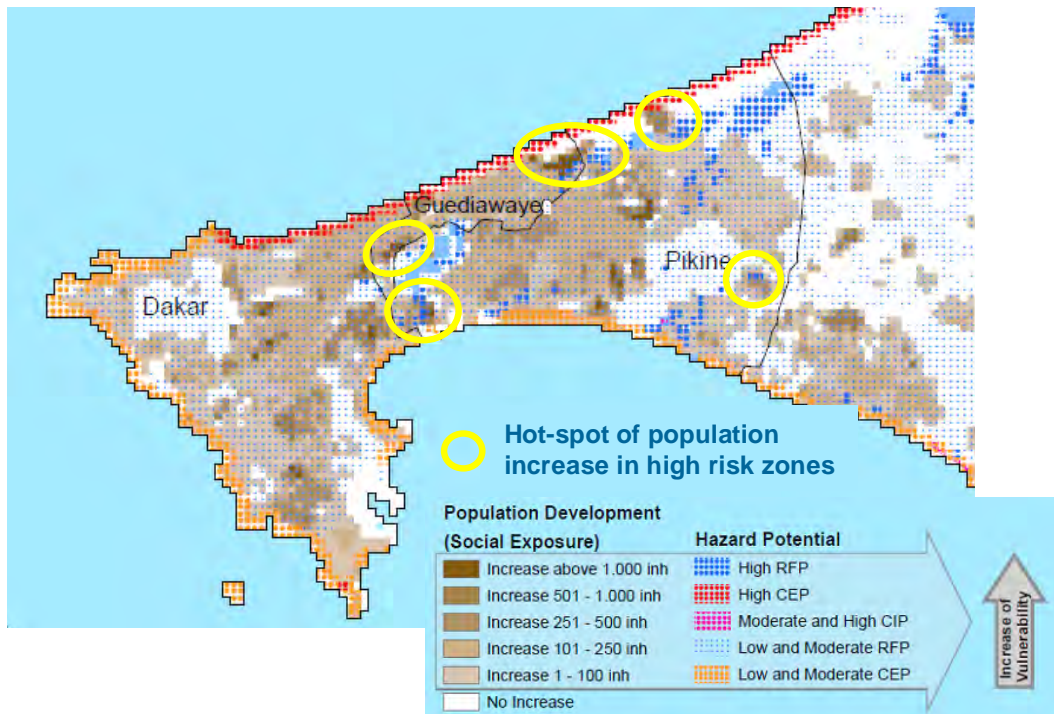 Guediawaye
Pikine
Dakar
Hot-spot of population
increase in high risk zones
Population Development
(Social Exposure)
Hazard Potential
Increase above 1.000 inh
High RFP
Increase 501 - 1.000 inh
High CEP
Increase 251 - 500 inh
Moderate and High CIP
Increase 101 - 250 inh
Low and Moderate RFP
Increase 1 - 100 inh
Low and Moderate CEP
No Increase
Increase of
Vulnerability